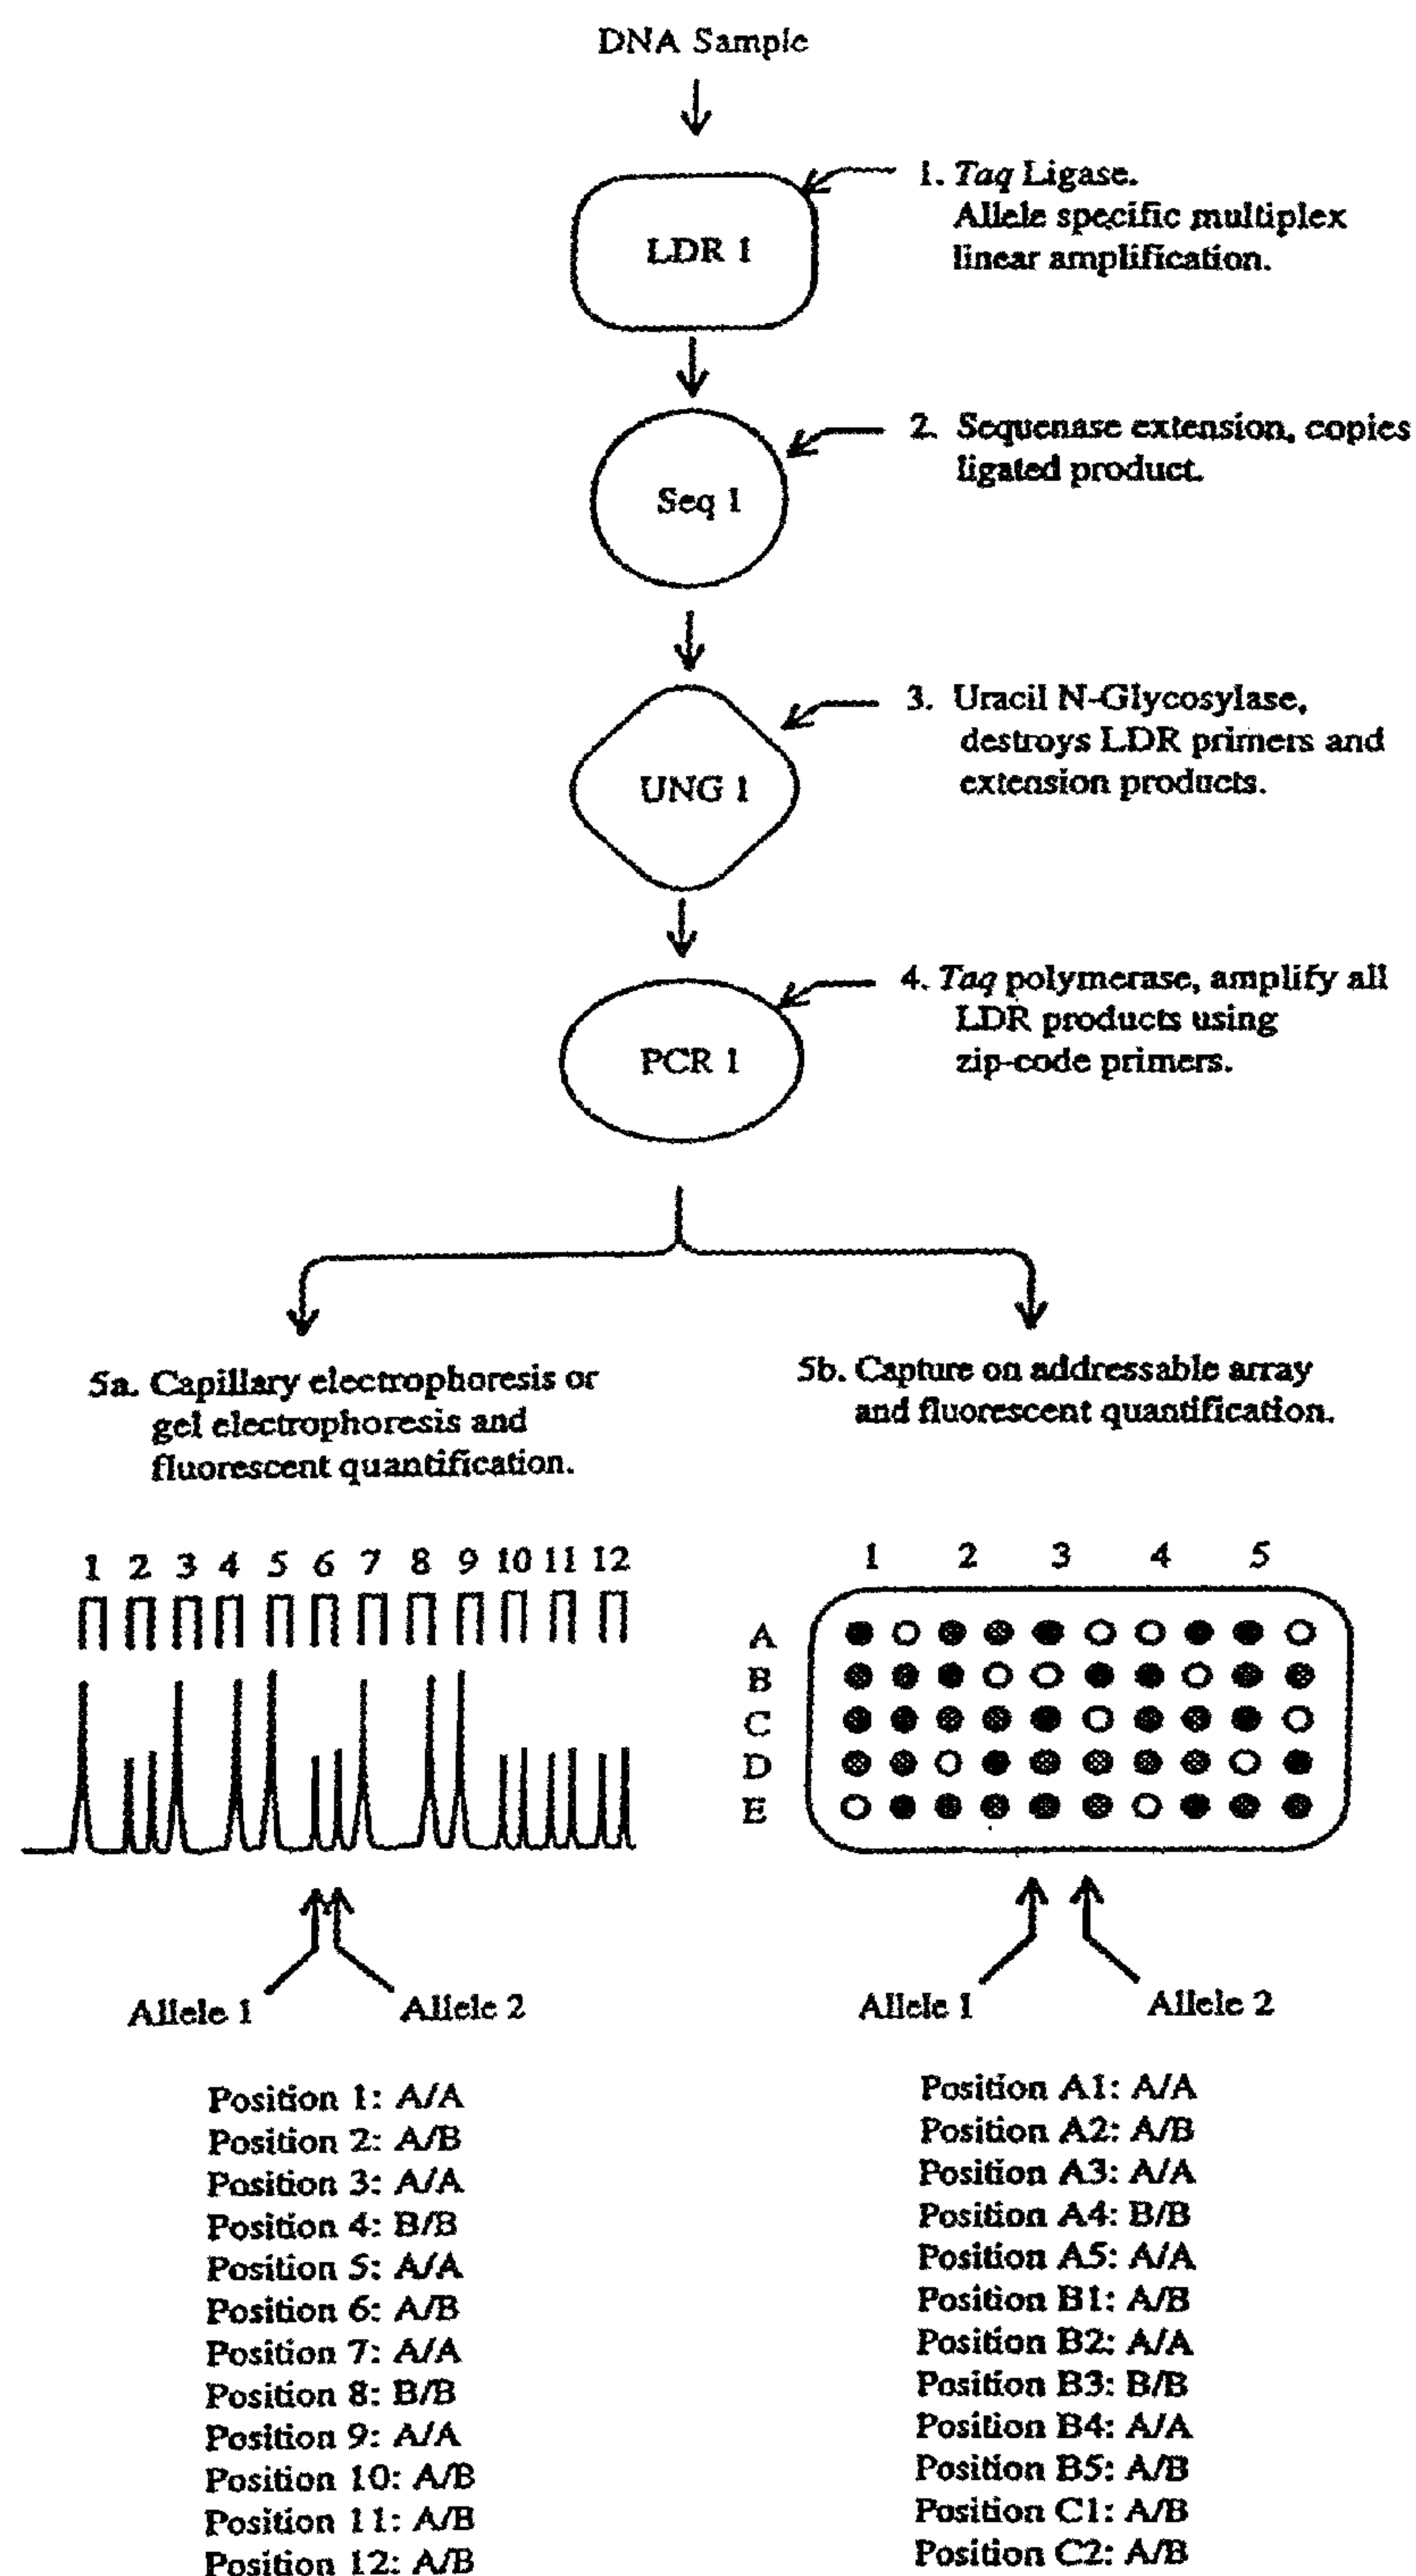 DNA Sample
LDR 1
1. Taq Ligase.
Allele specific multiplex
linear amplification.
Seq 1
2. Sequenase extension, copies
ligated product.
UNG 1
3. Uracil N-Glycosylase,
destroys LDR primers and
extension products.
PCR 1
4. Taq polymerase, amplify all
LDR products using
zip-code primers.
5a. Capillary electrophoresis or
gel electrophoresis and
fluorescent quantification.
1 2 3 4 5 6 7 8 9 10 11 12
Allele 1
Allele 2
Position 1: A/A
Position 2: A/B
Position 3: A/A
Position 4: B/B
Position 5: A/A
Position 6: A/B
Position 7: A/A
Position 8: B/B
Position 9: A/A
Position 10: A/B
Position 11: A/B
Position 12: A/B
5b. Capture on addressable array
and fluorescent quantification.
1 2 3 4 5
A
B
C
D
E
Allele 1
Allele 2
Position A1: A/A
Position A2: A/B
Position A3: A/A
Position A4: B/B
Position A5: A/A
Position B1: A/B
Position B2: A/A
Position B3: B/B
Position B4: A/A
Position B5: A/B
Position C1: A/B
Position C2: A/B